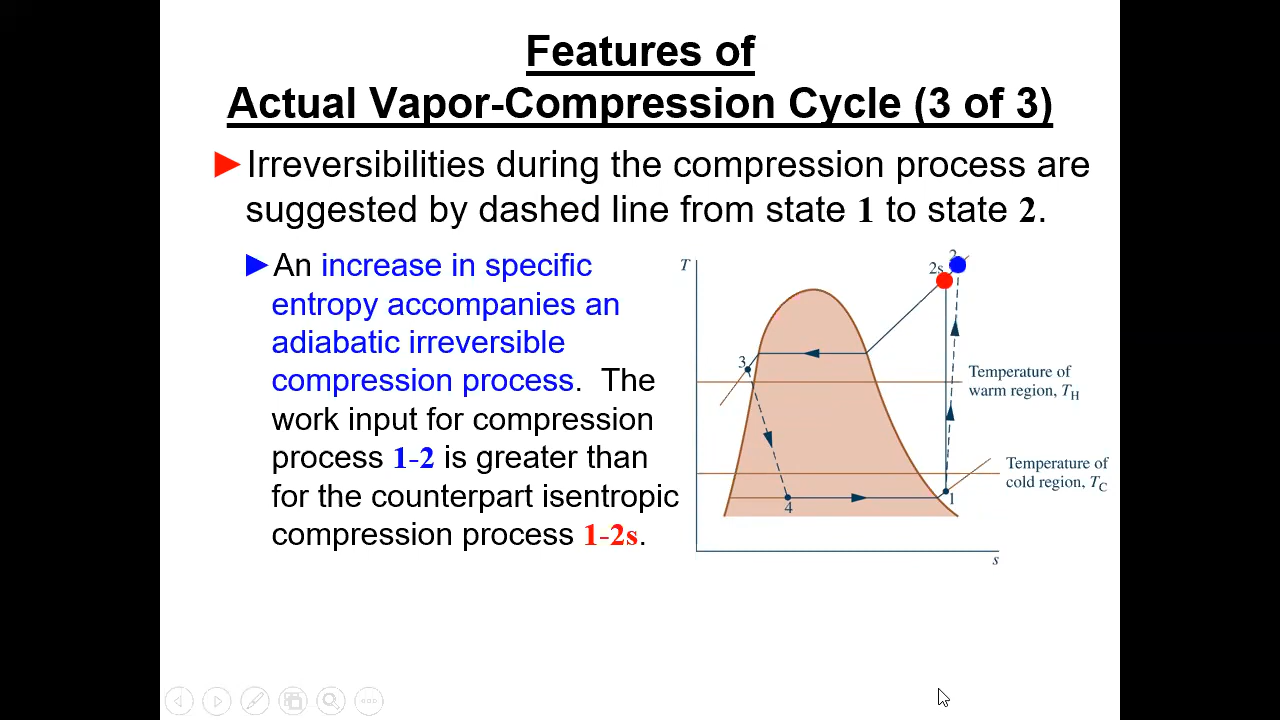 Features of
Actual Vapor-Compression Cycle (3 of 3)
►Irreversibilities during the compression process are
suggested by dashed line from state 1 to state 2.
►An increase in specific
entropy accompanies an
adiabatic irreversible
compression process. The
work input for compression
process 1-2 is greater than
for the counterpart isentropic
compression process 1-2s.
T
2s
3
Temperature of
warm region, TH
Temperature of
cold region, TC
1
4
s